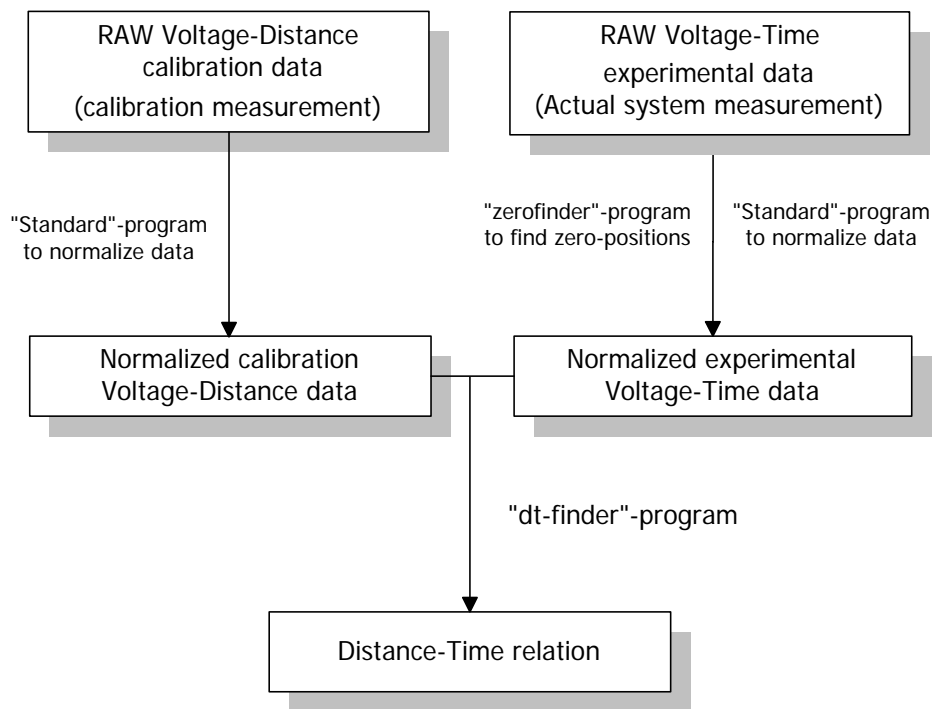 RAW Voltage-Distance
calibration data
(calibration measurement)
RAW Voltage-Time
experimental data
(Actual system measurement)
"Standard"-program
to normalize data
"zerofinder"-program
to find zero-positions
"Standard"-program
to normalize data
Normalized calibration
Voltage-Distance data
Normalized experimental
Voltage-Time data
"dt-finder"-program
Distance-Time relation